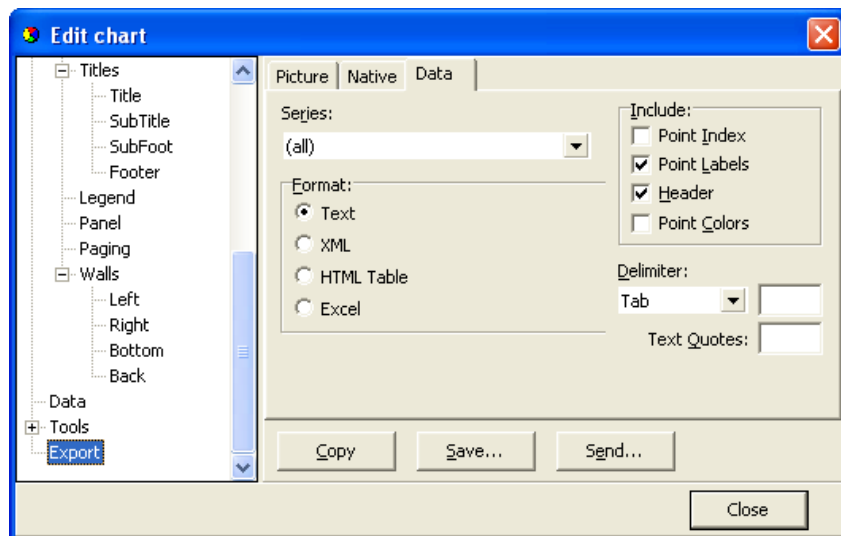 Edit chart
Titles
Title
SubTitle
SubFoot
Footer
Legend
Panel
Paging
Walls
Left
Right
Bottom
Back
Data
Tools
Export
Picture Native Data
Series:
(all)
Format:
Text
XML
HTML Table
Excel
Include:
Point Index
Point Labels
Header
Point Colors
Delimiter:
Tab
Text Quotes:
Copy Save... Send...
Close